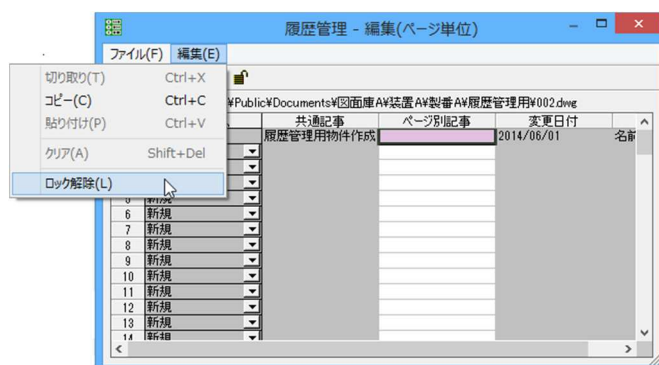 履歴管理 - 編集(ページ単位)
ファイル(F) 編集(E)
切り取り(T) Ctrl+X
コピー(C) Ctrl+C
貼り付け(P) Ctrl+V
クリア(A) Shift+Del
ロック解除(L)
¥Public¥Documents¥図面庫A¥装置A¥製番A¥履歴管理用¥002.dwg
共通記事 ページ別記事 変更日付
履歴管理用物件作成 2014/06/01 名前
5 新規
6 新規
7 新規
8 新規
9 新規
10 新規
11 新規
12 新規
13 新規
14 新規